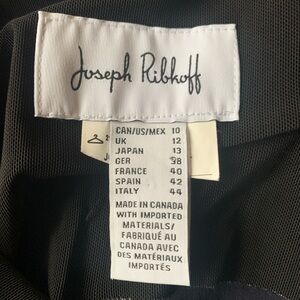 Joseph Ribkoff
CAN/US/MEX 10
UK 12
JAPAN 13
GER 38
FRANCE 40
SPAIN 42
ITALY 44
MADE IN CANADA
WITH IMPORTED
MATERIALS/
FABRIQUÉ AU
CANADA AVEC
DES MATÉRIAUX
IMPORTÉS